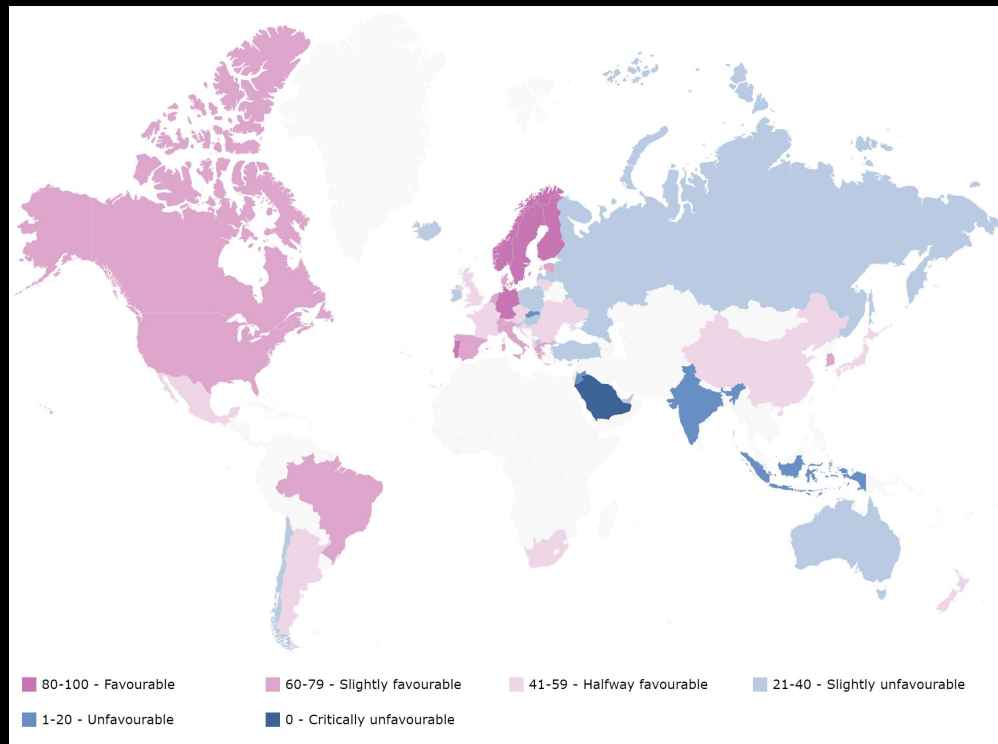 80-100 - Favourable
60-79 - Slightly favourable
41-59 - Halfway favourable
21-40 - Slightly unfavourable
1-20 - Unfavourable
0 - Critically unfavourable